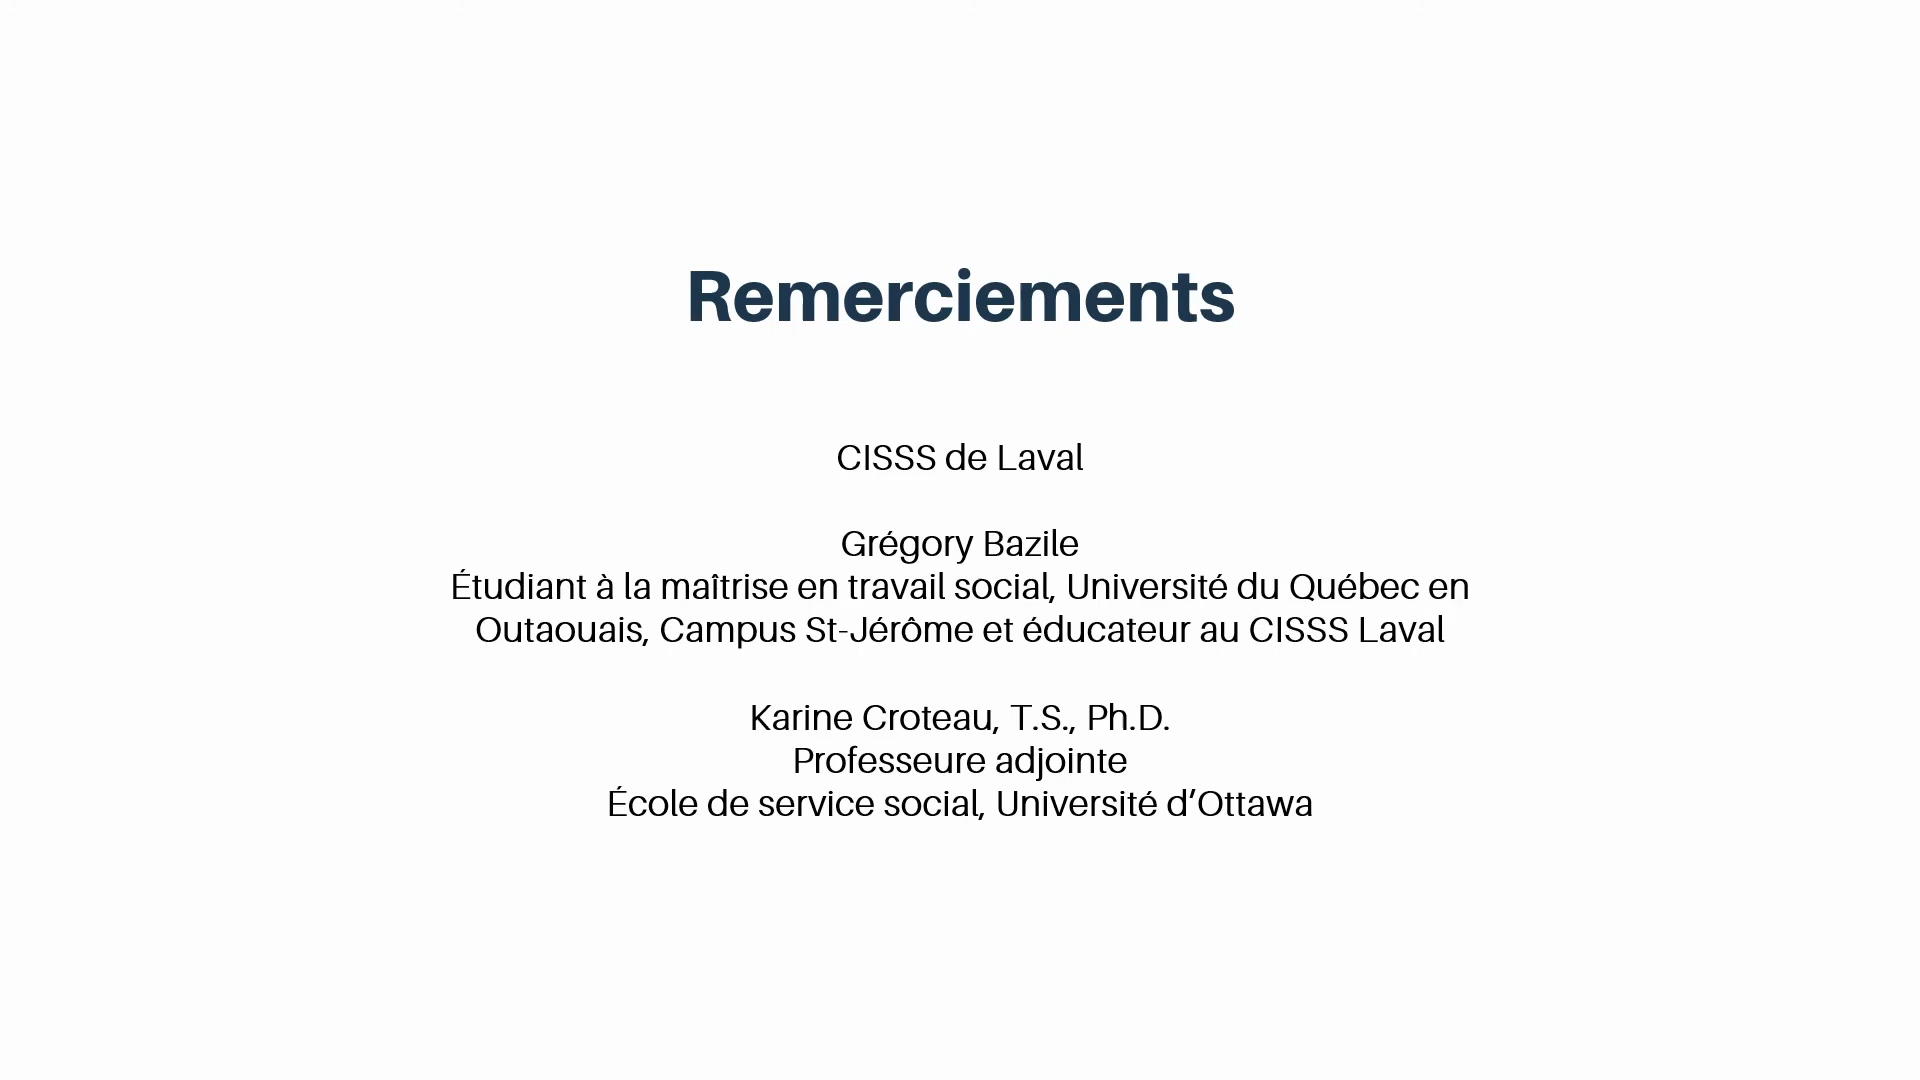 Remerciements
CISSS de Laval
Grégory Bazile
Étudiant à la maîtrise en travail social, Université du Québec en
Outaouais, Campus St-Jérôme et éducateur au CISSS Laval
Karine Croteau, T.S., Ph.D.
Professeure adjointe
École de service social, Université d’Ottawa